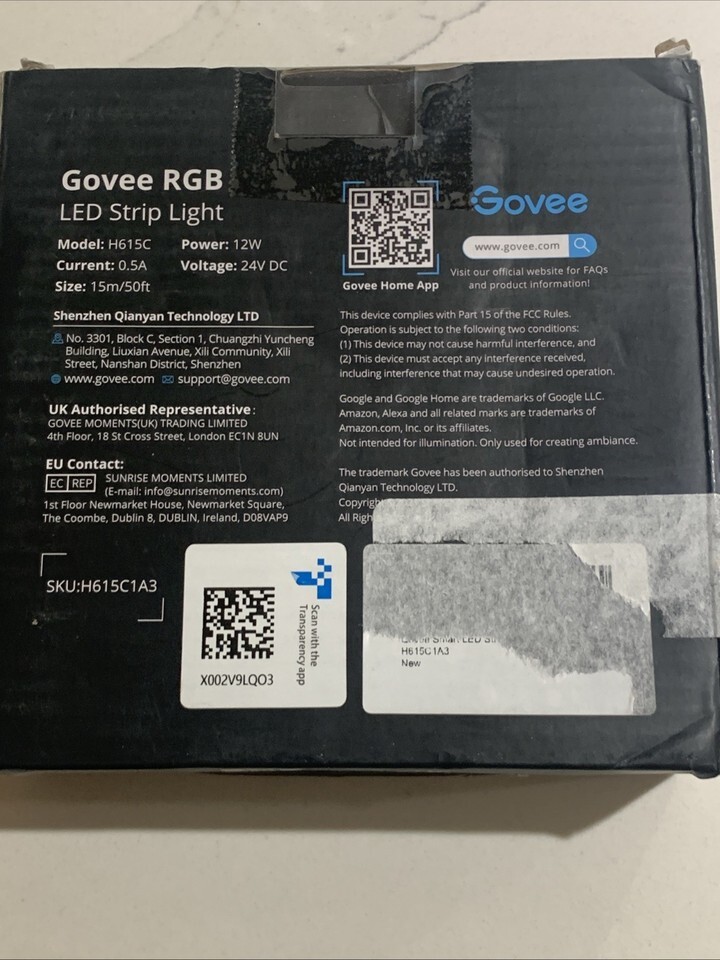 Govee RGB
LED Strip Light
Model: H615C Power: 12W
Current: 0.5A Voltage: 24V DC
Size: 15m/50ft
Shenzhen Qianyan Technology LTD
No. 3301, Block C, Section 1, Chuangzhi Yuncheng
Building, Liuxian Avenue, Xili Community, Xili
Street, Nanshan District, Shenzhen
www.govee.com support@govee.com
UK Authorised Representative:
GOVEE MOMENTS(UK) TRADING LIMITED
4th Floor, 18 St Cross Street, London EC1N 8UN
EU Contact:
EC REP SUNRISE MOMENTS LIMITED
(E-mail: info@sunrisemoments.com)
1st Floor Newmarket House, Newmarket Square,
The Coombe, Dublin 8, DUBLIN, Ireland, D08VAP9
SKU:H615C1A3
Govee Home App
Govee
www.govee.com
Visit our official website for FAQs
and product information!
This device complies with Part 15 of the FCC Rules.
Operation is subject to the following two conditions:
(1) This device may not cause harmful interference, and
(2) This device must accept any interference received,
including interference that may cause undesired operation.
Google and Google Home are trademarks of Google LLC.
Amazon, Alexa and all related marks are trademarks of
Amazon.com, Inc. or its affiliates.
Not intended for illumination. Only used for creating ambiance.
The trademark Govee has been authorised to Shenzhen
Qianyan Technology LTD.
Copyrigh
All Righ
Scan with the
Transparency app
X002V9LQO3
Smart LED
H615C1A3
New